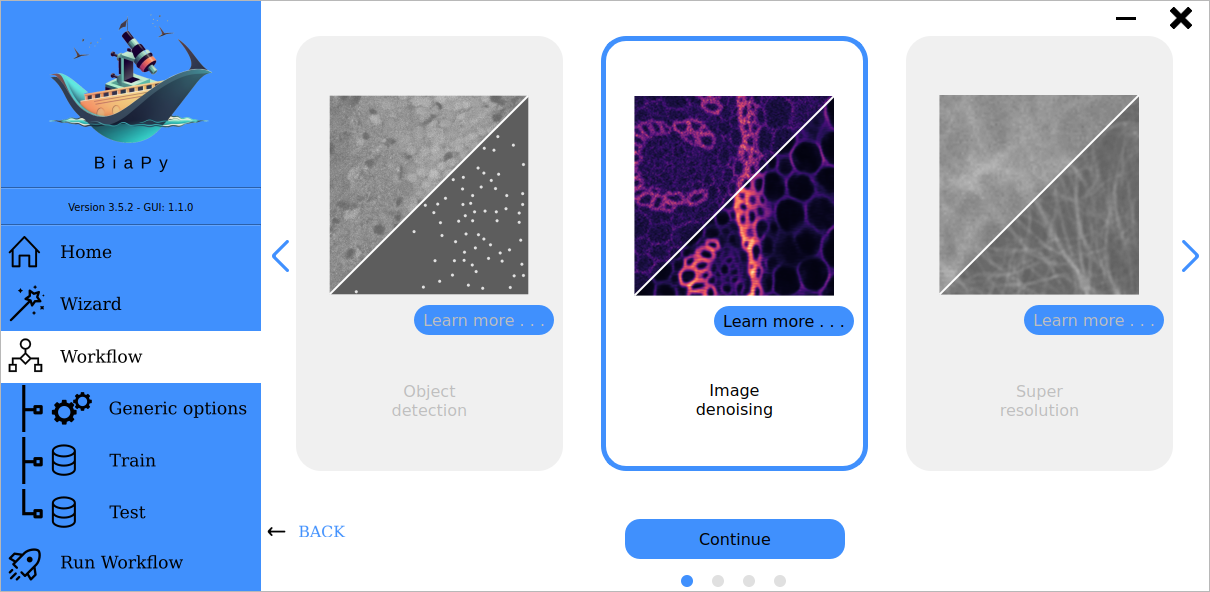 BiaPy
Version 3.5.2 - GUI: 1.1.0
Home
Wizard
Workflow
Generic options
Train
Test
Run Workflow
Learn more . . .
Object
detection
Learn more . . .
Image
denoising
Learn more . . .
Super
resolution
BACK
Continue